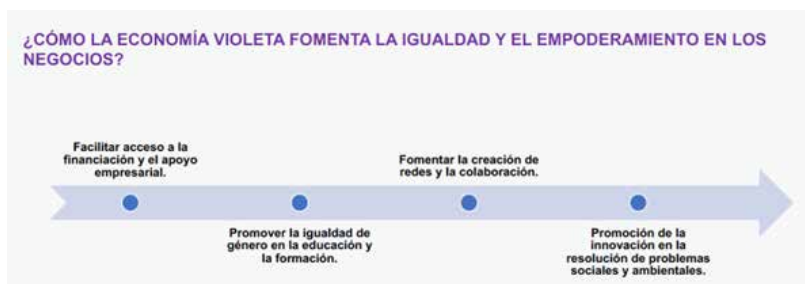 ¿CÓMO LA ECONOMÍA VIOLETA FOMENTA LA IGUALDAD Y EL EMPODERAMIENTO EN LOS
NEGOCIOS?
Facilitar acceso a la
financiación y el apoyo
empresarial.
Promover la igualdad de
género en la educación y
la formación.
Fomentar la creación de
redes y la colaboración.
Promoción de la
innovación en la
resolución de problemas
sociales y ambientales.